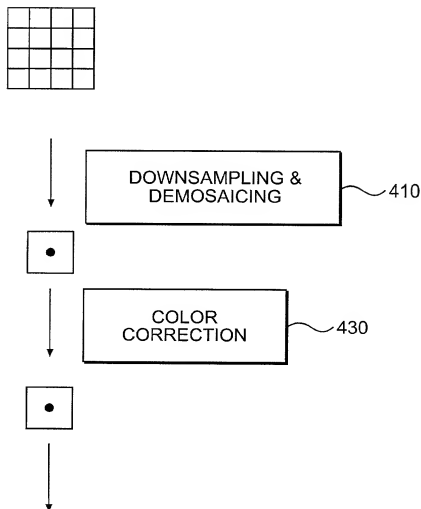 DOWNSAMPLING &
DEMOSAICING
410
COLOR
CORRECTION
430